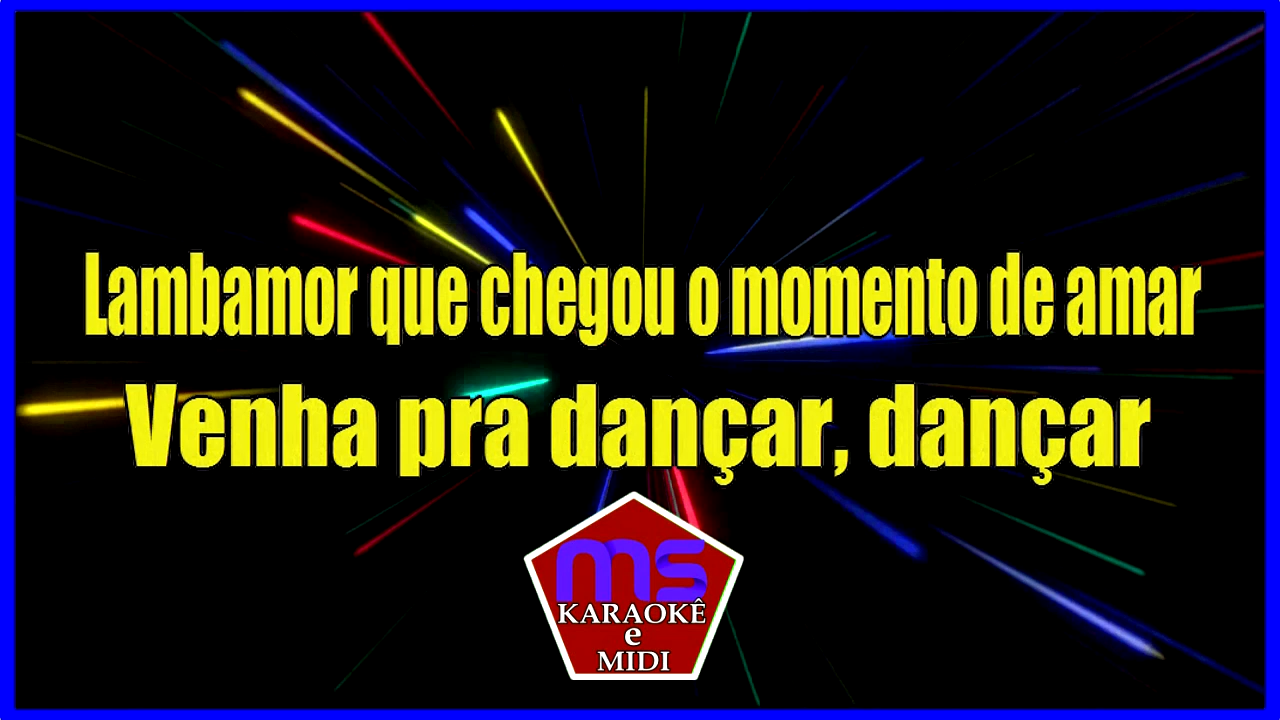 Lambamor que chegou o momento de amar
Venha pra dançar, dançar
ms
KARAOKÊ
e
MIDI